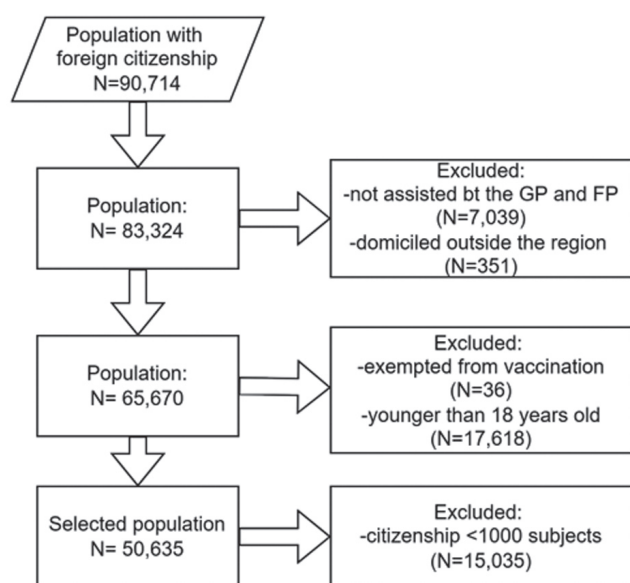 Population with
foreign citizenship
N=90,714
Population:
N= 83,324
Excluded:
-not assisted bt the GP and FP
(N=7,039)
-domiciled outside the region
(N=351)
Population:
N= 65,670
Excluded:
-exempted from vaccination
(N=36)
-younger than 18 years old
(N=17,618)
Selected population
N= 50,635
Excluded:
-citizenship <1000 subjects
(N=15,035)